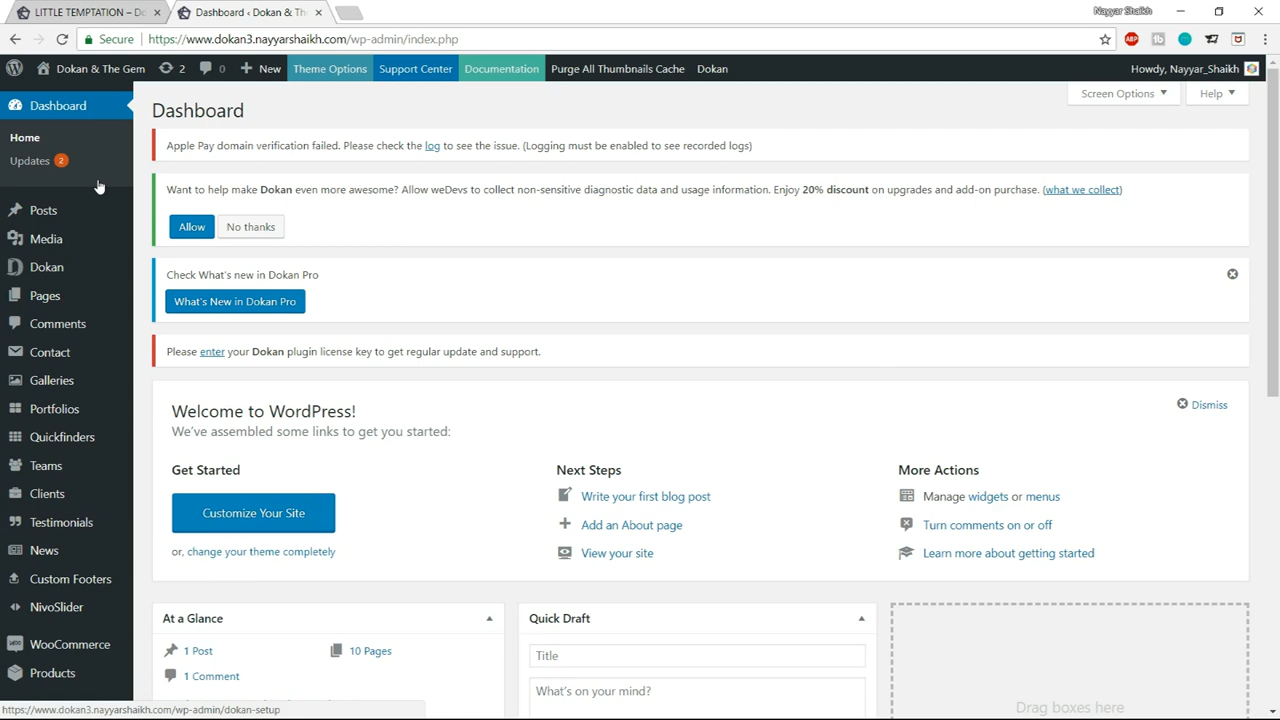 LITTLE TEMPTATION – Do
Dashboard ‹ Dokan & Th
Nayyar Shaikh
Secure
https://www.dokan3.nayyarshaikh.com/wp-admin/index.php
ABP
Dokan & The Gem 2 0 New Theme Options Support Center Documentation Purge All Thumbnails Cache Dokan
Howdy, Nayyar_Shaikh
Dashboard
Home
Updates 2
Posts
Media
Dokan
Pages
Comments
Contact
Galleries
Portfolios
Quickfinders
Teams
Clients
Testimonials
News
Custom Footers
NivoSlider
WooCommerce
Products
Screen Options
Help
Dashboard
Apple Pay domain verification failed. Please check the log to see the issue. (Logging must be enabled to see recorded logs)
Want to help make Dokan even more awesome? Allow weDevs to collect non-sensitive diagnostic data and usage information. Enjoy 20% discount on upgrades and add-on purchase. (what we collect)
Allow
No thanks
Check What's new in Dokan Pro
What's New in Dokan Pro
Please enter your Dokan plugin license key to get regular update and support.
Welcome to WordPress!
We've assembled some links to get you started:
Dismiss
Get Started
Customize Your Site
or, change your theme completely
Next Steps
Write your first blog post
Add an About page
View your site
More Actions
Manage widgets or menus
Turn comments on or off
Learn more about getting started
At a Glance
1 Post
10 Pages
1 Comment
Quick Draft
Title
What's on your mind?
Drag boxes here
https://www.dokan3.nayyarshaikh.com/wp-admin/dokan-setup